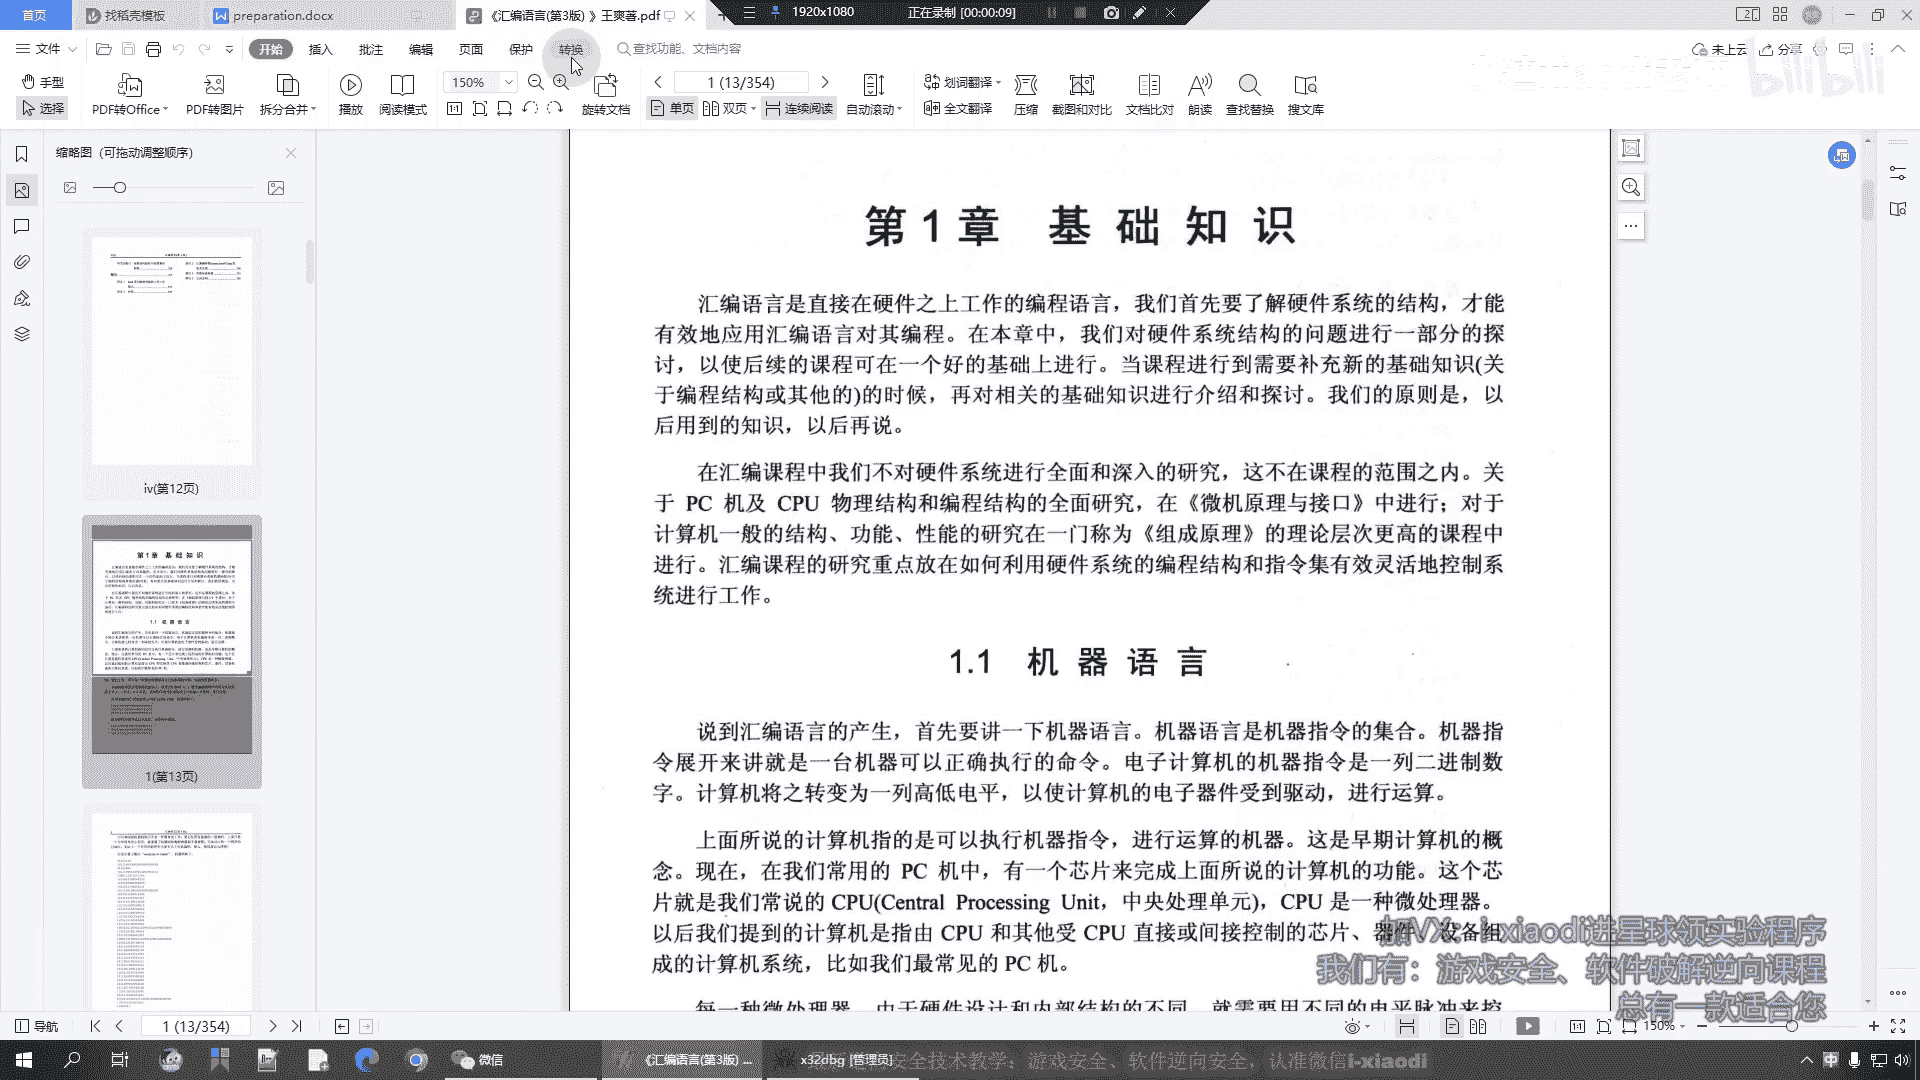 首页
找稻壳模板
preparation.docx
《汇编语言(第3版) 》王爽著.pdf
1920x1080
正在录制 [00:00:09]
文件
开始
插入
批注
编辑
页面
保护
转换
查找功能、文档内容
未上云
分享
手型
选择
PDF转Office
PDF转图片
拆分合并
播放
阅读模式
150%
旋转文档
1 (13/354)
单页
双页
连续阅读
自动滚动
划词翻译
全文翻译
压缩
截图和对比
文档比对
朗读
查找替换
搜文库
bilibili
缩略图 (可拖动调整顺序)
iv(第12页)
1(第13页)
第1章 基础知识
汇编语言是直接在硬件之上工作的编程语言，我们首先要了解硬件系统的结构，才能
有效地应用汇编语言对其编程。在本章中，我们对硬件系统结构的问题进行一部分的探
讨，以使后续的课程可在一个好的基础上进行。当课程进行到需要补充新的基础知识(关
于编程结构或其他的)的时候，再对相关的基础知识进行介绍和探讨。我们的原则是，以
后用到的知识，以后再说。
在汇编课程中我们不对硬件系统进行全面和深入的研究，这不在课程的范围之内。关
于 PC 机及 CPU 物理结构和编程结构的全面研究，在《微机原理与接口》中进行；对于
计算机一般的结构、功能、性能的研究在一门称为《组成原理》的理论层次更高的课程中
进行。汇编课程的研究重点放在如何利用硬件系统的编程结构和指令集有效灵活地控制系
统进行工作。
1.1 机器语言
说到汇编语言的产生，首先要讲一下机器语言。机器语言是机器指令的集合。机器指
令展开来讲就是一台机器可以正确执行的命令。电子计算机的机器指令是一列二进制数
字。计算机将之转变为一列高低电平，以使计算机的电子器件受到驱动，进行运算。
上面所说的计算机指的是可以执行机器指令，进行运算的机器。这是早期计算机的概
念。现在，在我们常用的 PC 机中，有一个芯片来完成上面所说的计算机的功能。这个芯
片就是我们常说的 CPU(Central Processing Unit，中央处理单元)，CPU 是一种微处理器。
以后我们提到的计算机是指由 CPU 和其他受 CPU 直接或间接控制的芯片、器件、设备组
成的计算机系统，比如我们最常见的 PC 机。
每一种微处理器，由于硬件设计和内部结构的不同，就需要用不同的电平脉冲来控
加VX：i-xiaodi进星球领实验程序
我们有：游戏安全、软件破解逆向课程
总有一款适合您
导航
1 (13/354)
150%
微信
《汇编语言(第3版) ...
x32dbg [管理员]
安全技术教学：游戏安全、软件逆向安全，认准微信i-xiaodi
中